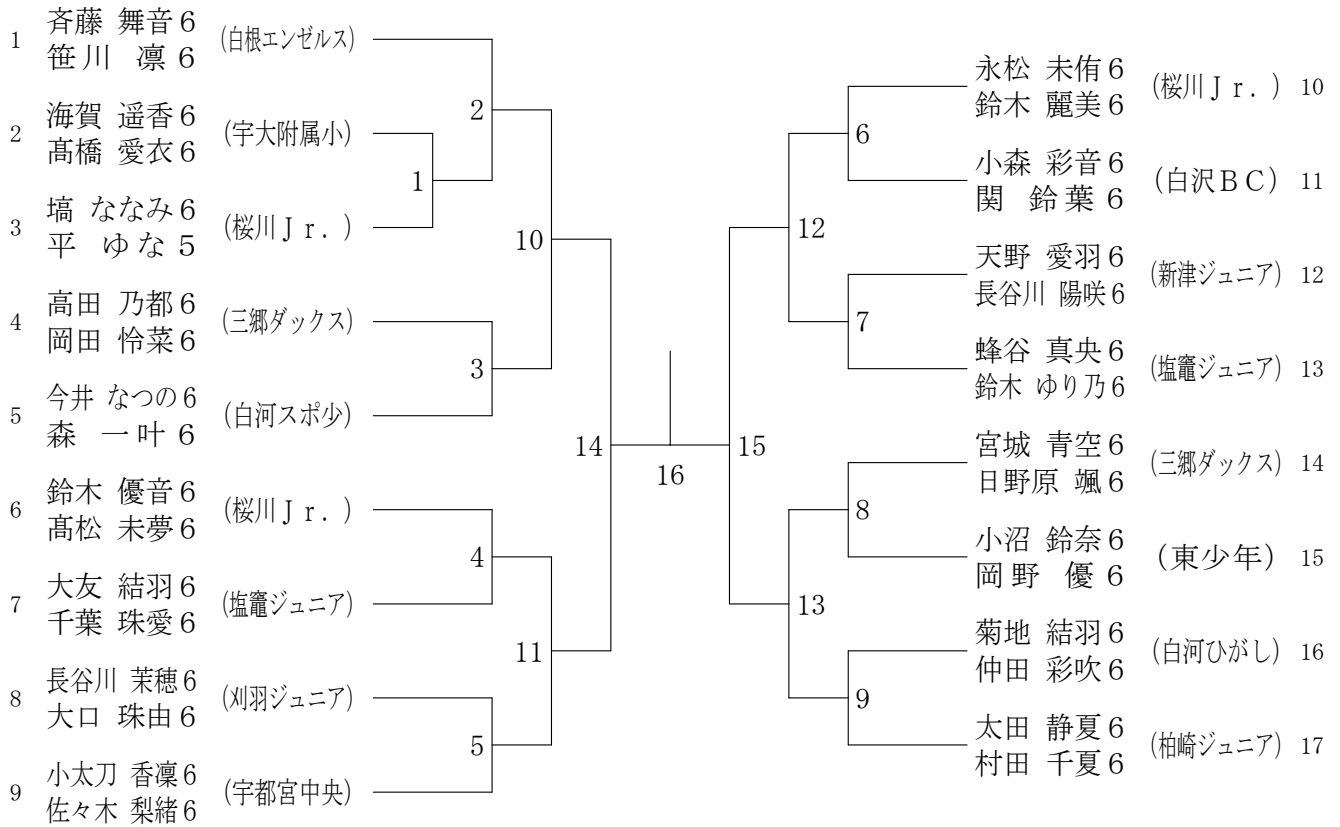 1 斉藤 舞音 6 (白根エンゼルス)
笹川 凛 6
2 海賀 遥香 6 (宇大附属小)
髙橋 愛衣 6
3 塙 ななみ 6 (桜川Ｊｒ．)
平 ゆな 5
4 高田 乃都 6 (三郷ダックス)
岡田 怜菜 6
5 今井 なつの 6 (白河スポ少)
森 一叶 6
6 鈴木 優音 6 (桜川Ｊｒ．)
髙松 未夢 6
7 大友 結羽 6 (塩竈ジュニア)
千葉 珠愛 6
8 長谷川 茉穂 6 (刈羽ジュニア)
大口 珠由 6
9 小太刀 香凜 6 (宇都宮中央)
佐々木 梨緒 6
2
1
10
3
14
4
11
5
16
6
12
7
15
8
13
9
永松 未侑 6 (桜川Ｊｒ．) 10
鈴木 麗美 6
小森 彩音 6 (白沢ＢＣ) 11
関 鈴葉 6
天野 愛羽 6 (新津ジュニア) 12
長谷川 陽咲 6
蜂谷 真央 6 (塩竈ジュニア) 13
鈴木 ゆり乃 6
宮城 青空 6 (三郷ダックス) 14
日野原 颯 6
小沼 鈴奈 6 (東少年) 15
岡野 優 6
菊地 結羽 6 (白河ひがし) 16
仲田 彩吹 6
太田 静夏 6 (柏崎ジュニア) 17
村田 千夏 6